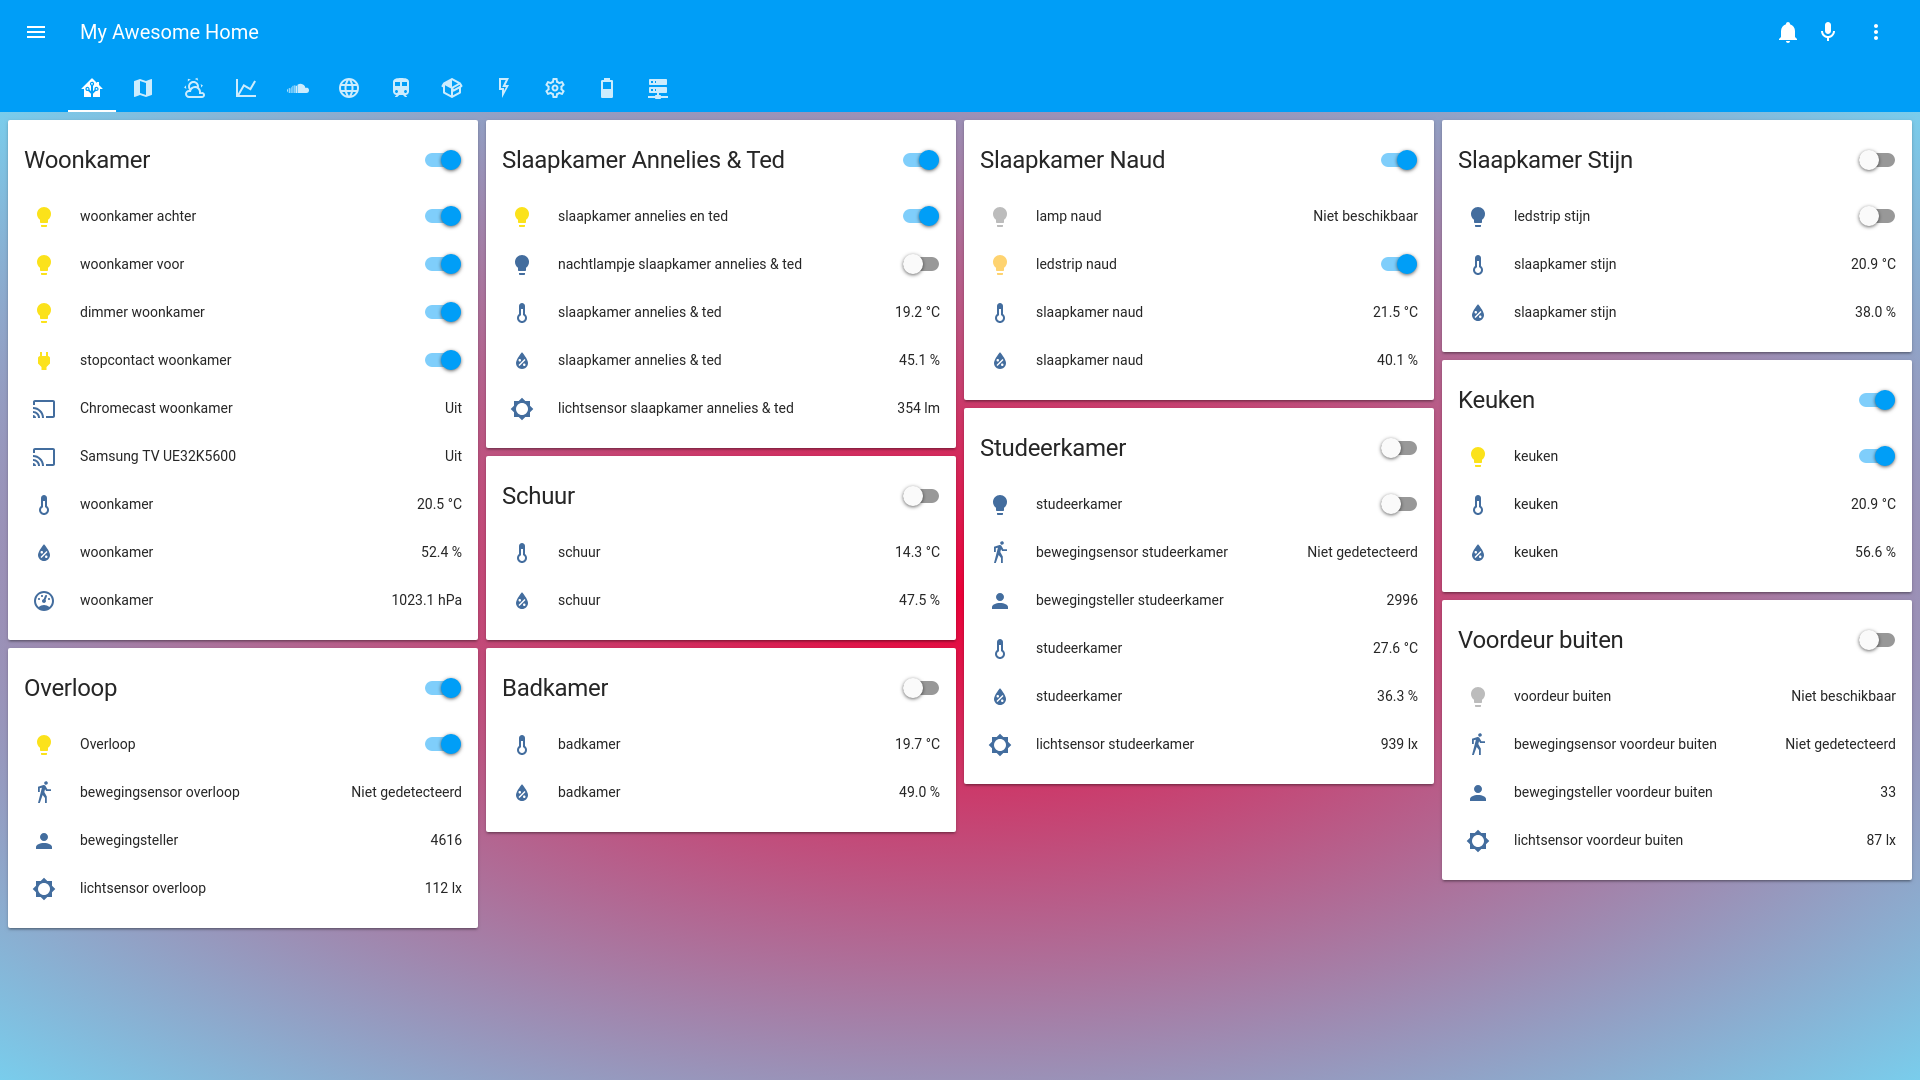 My Awesome Home
Woonkamer
woonkamer achter
woonkamer voor
dimmer woonkamer
stopcontact woonkamer
Chromecast woonkamer Uit
Samsung TV UE32K5600 Uit
woonkamer 20.5 °C
woonkamer 52.4 %
woonkamer 1023.1 hPa
Overloop
Overloop
bewegingsensor overloop Niet gedetecteerd
bewegingsteller 4616
lichtsensor overloop 112 lx
Slaapkamer Annelies & Ted
slaapkamer annelies en ted
nachtlampje slaapkamer annelies & ted
slaapkamer annelies & ted 19.2 °C
slaapkamer annelies & ted 45.1 %
lichtsensor slaapkamer annelies & ted 354 lm
Schuur
schuur 14.3 °C
schuur 47.5 %
Badkamer
badkamer 19.7 °C
badkamer 49.0 %
Slaapkamer Naud
lamp naud Niet beschikbaar
ledstrip naud
slaapkamer naud 21.5 °C
slaapkamer naud 40.1 %
Studeerkamer
studeerkamer
bewegingsensor studeerkamer Niet gedetecteerd
bewegingsteller studeerkamer 2996
studeerkamer 27.6 °C
studeerkamer 36.3 %
lichtsensor studeerkamer 939 lx
Slaapkamer Stijn
ledstrip stijn
slaapkamer stijn 20.9 °C
slaapkamer stijn 38.0 %
Keuken
keuken
keuken 20.9 °C
keuken 56.6 %
Voordeur buiten
voordeur buiten Niet beschikbaar
bewegingsensor voordeur buiten Niet gedetecteerd
bewegingsteller voordeur buiten 33
lichtsensor voordeur buiten 87 lx